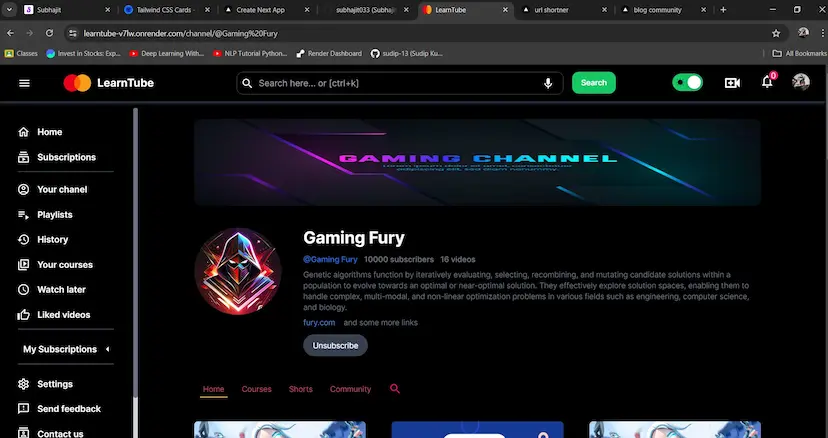 Subhajit
Tailwind CSS Cards -
Create Next App
subhajit033 (Subhaji
LearnTube
url shortner
blog community
learntube-v7lw.onrender.com/channel/@Gaming%20Fury
Classes
Invest in Stocks: Exp...
Deep Learning With...
NLP Tutorial Python...
Render Dashboard
sudip-13 (Sudip Ku...
All Bookmarks
LearnTube
Search here... or [ctrl+k]
Search
0
Home
Subscriptions
Your chanel
Playlists
History
Your courses
Watch later
Liked videos
My Subscriptions
Settings
Send feedback
Contact us
GAMING CHANNEL
Gaming Fury
@Gaming Fury 10000 subscribers 16 videos
Genetic algorithms function by iteratively evaluating, selecting, recombining, and mutating candidate solutions within a
population to evolve towards an optimal or near-optimal solution. They effectively explore solution spaces, enabling them to
handle complex, multi-modal, and non-linear optimization problems in various fields such as engineering, computer science,
and biology.
fury.com and some more links
Unsubscribe
Home
Courses
Shorts
Community